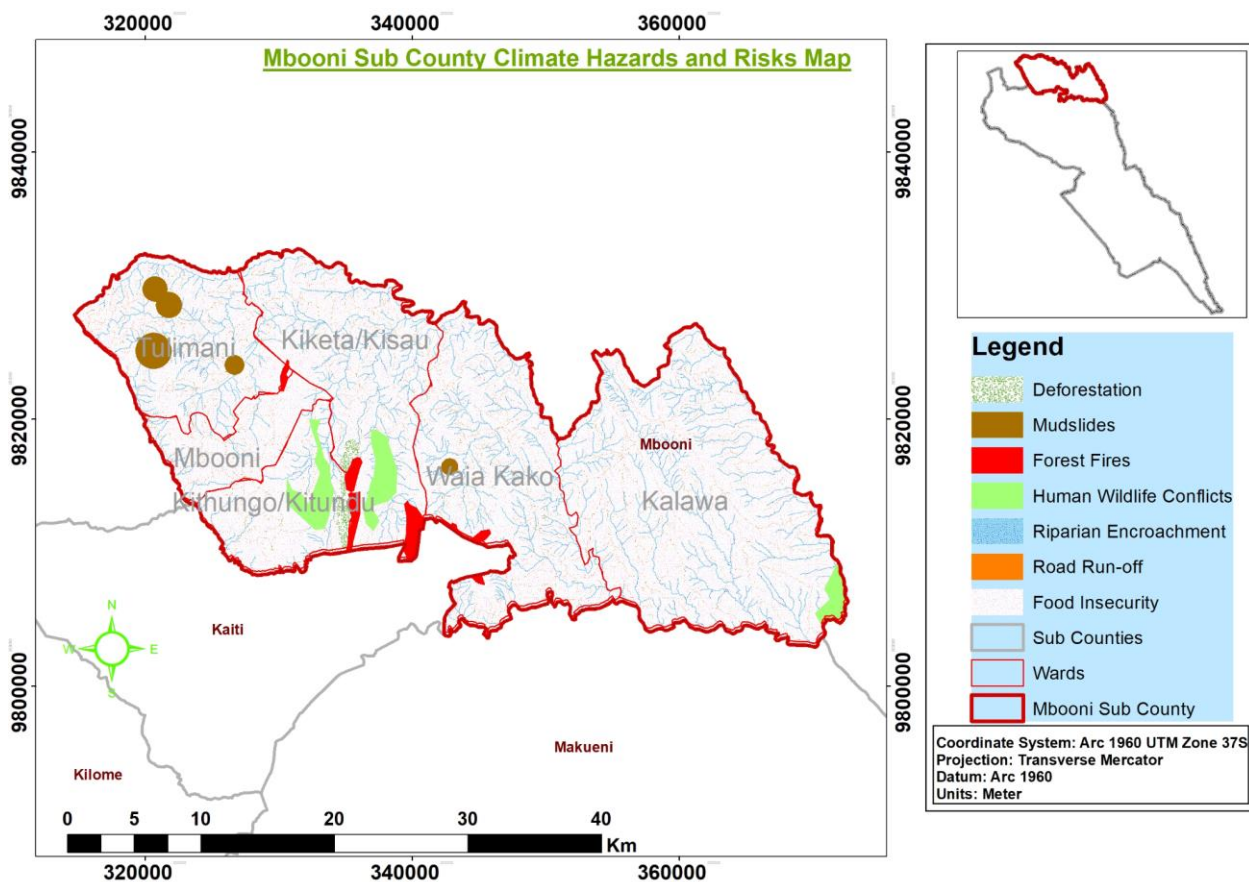 320000 340000 360000
Mbooni Sub County Climate Hazards and Risks Map
9840000
9840000
Kiketa/Kisau
Tulimani
9820000
9820000
Mbooni
Mbooni
Waia Kako
Kithungo/Kitundu
Kalawa
N
W E
S
Kaiti
9800000
9800000
Makueni
Kilome
0 5 10 20 30 40
Km
320000 340000 360000
Legend
Deforestation
Mudslides
Forest Fires
Human Wildlife Conflicts
Riparian Encroachment
Road Run-off
Food Insecurity
Sub Counties
Wards
Mbooni Sub County
Coordinate System: Arc 1960 UTM Zone 37S
Projection: Transverse Mercator
Datum: Arc 1960
Units: Meter